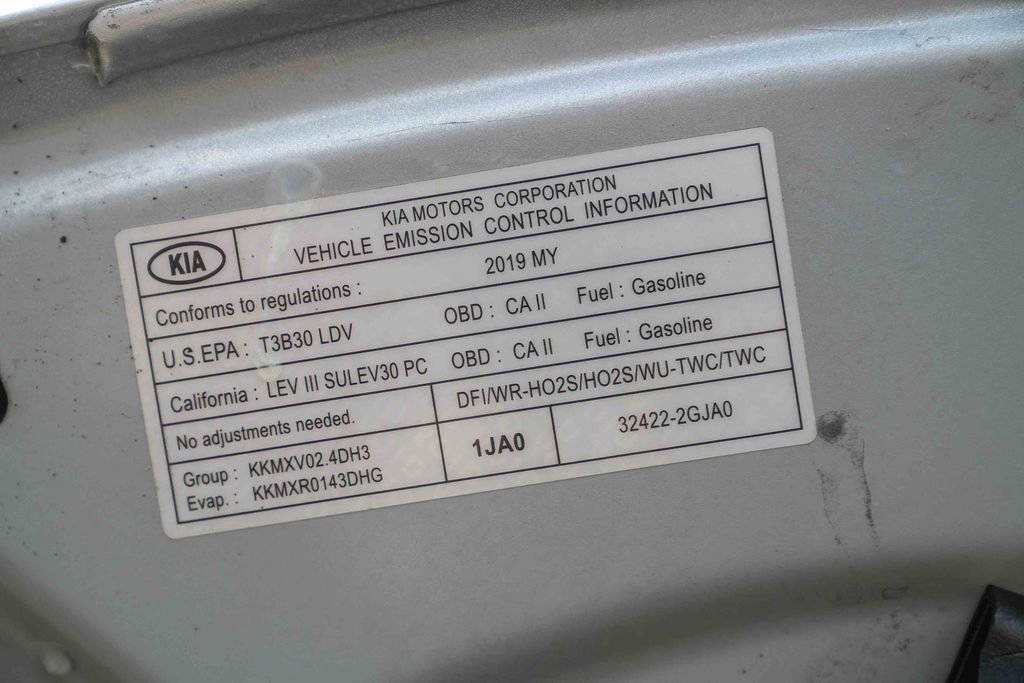 KIA
KIA MOTORS CORPORATION
VEHICLE EMISSION CONTROL INFORMATION
Conforms to regulations : 2019 MY
U.S.EPA : T3B30 LDV OBD : CA II Fuel : Gasoline
California : LEV III SULEV30 PC OBD : CA II Fuel : Gasoline
No adjustments needed. DFI/WR-HO2S/HO2S/WU-TWC/TWC
Group : KKMXV02.4DH3
Evap. : KKMXR0143DHG
1JA0
32422-2GJA0